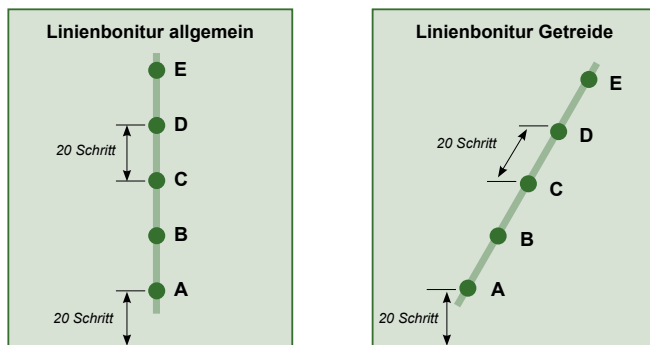 Linienbonitur allgemein
E
D
20 Schritt
C
B
A
20 Schritt
Linienbonitur Getreide
E
D
20 Schritt
C
B
A
20 Schritt